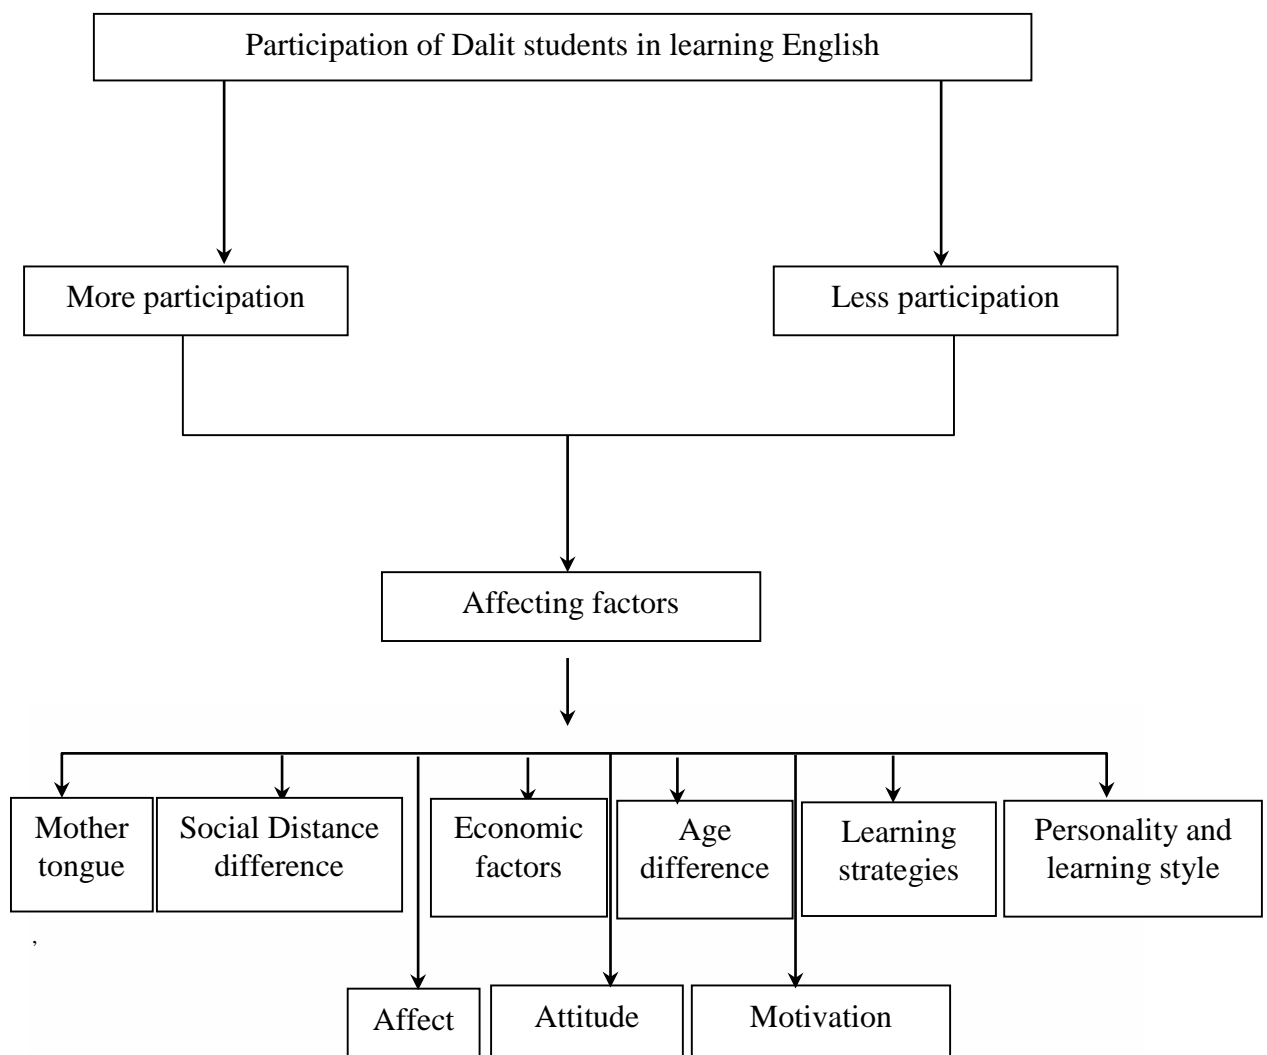 Participation of Dalit students in learning English
More participation
Less participation
Affecting factors
Mother
tongue
Social Distance
difference
Economic
factors
Age
difference
Learning
strategies
Personality and
learning style
,
Affect
Attitude
Motivation